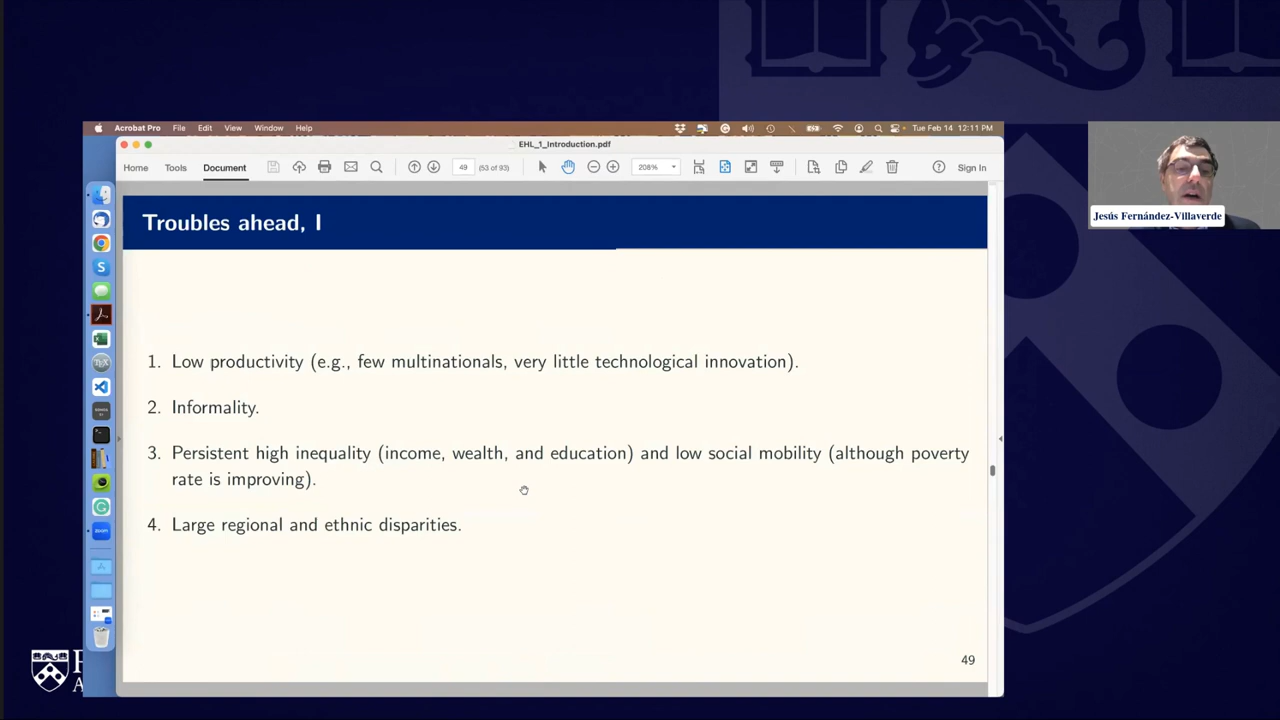 Acrobat Pro File Edit View Window Help Tue Feb 14 12:11 PM
EHL_1_Introduction.pdf
Home Tools Document 49 (53 of 93) 208% Sign In
Troubles ahead, I
1. Low productivity (e.g., few multinationals, very little technological innovation).
2. Informality.
3. Persistent high inequality (income, wealth, and education) and low social mobility (although poverty
rate is improving).
4. Large regional and ethnic disparities.
49
Jesús Fernández-Villaverde